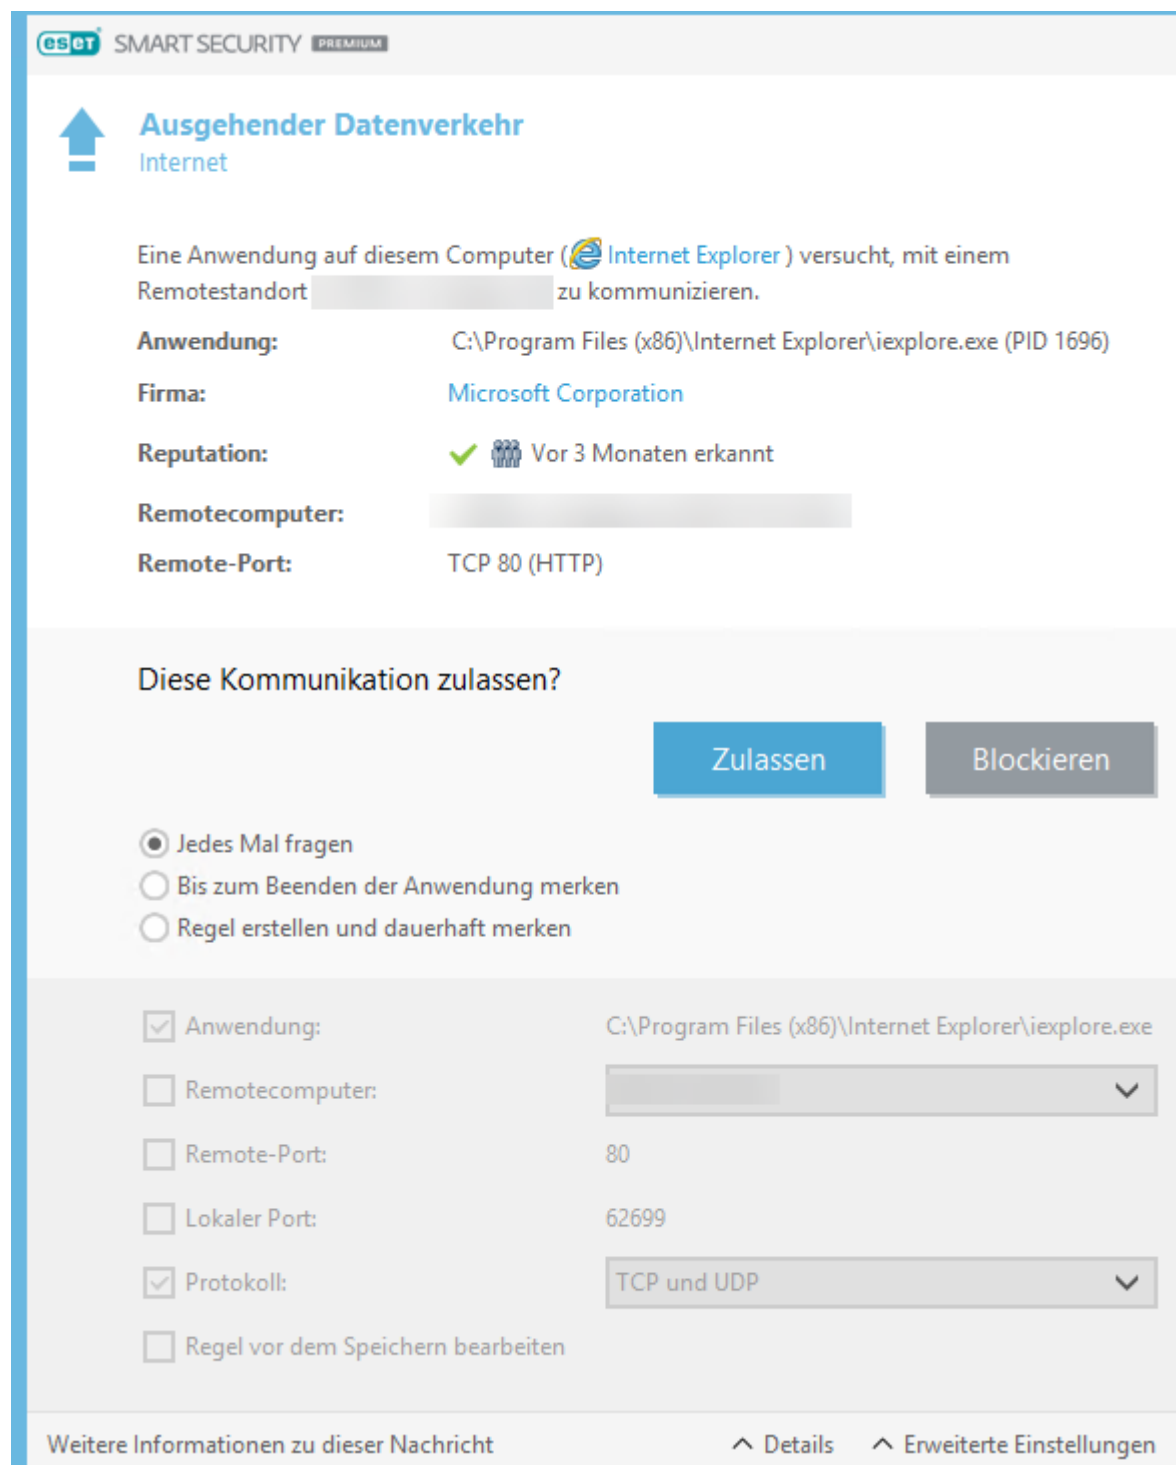 eseT SMART SECURITY PREMIUM
Ausgehender Datenverkehr
Internet
Eine Anwendung auf diesem Computer ( Internet Explorer ) versucht, mit einem
Remotestandort zu kommunizieren.
Anwendung: C:\Program Files (x86)\Internet Explorer\iexplore.exe (PID 1696)
Firma: Microsoft Corporation
Reputation: Vor 3 Monaten erkannt
Remotecomputer:
Remote-Port: TCP 80 (HTTP)
Diese Kommunikation zulassen?
Zulassen Blockieren
Jedes Mal fragen
Bis zum Beenden der Anwendung merken
Regel erstellen und dauerhaft merken
Anwendung: C:\Program Files (x86)\Internet Explorer\iexplore.exe
Remotecomputer:
Remote-Port: 80
Lokaler Port: 62699
Protokoll: TCP und UDP
Regel vor dem Speichern bearbeiten
Weitere Informationen zu dieser Nachricht Details Erweiterte Einstellungen